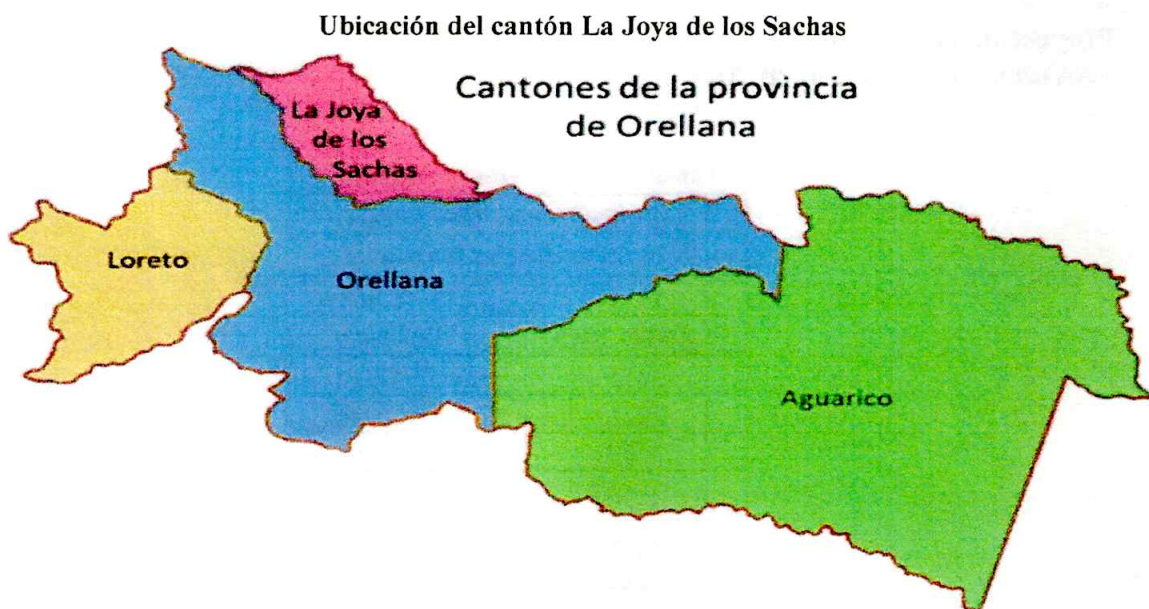 Ubicación del cantón La Joya de los Sachas
Cantones de la provincia
de Orellana
La Joya
de los
Sachas
Loreto
Orellana
Aguarico